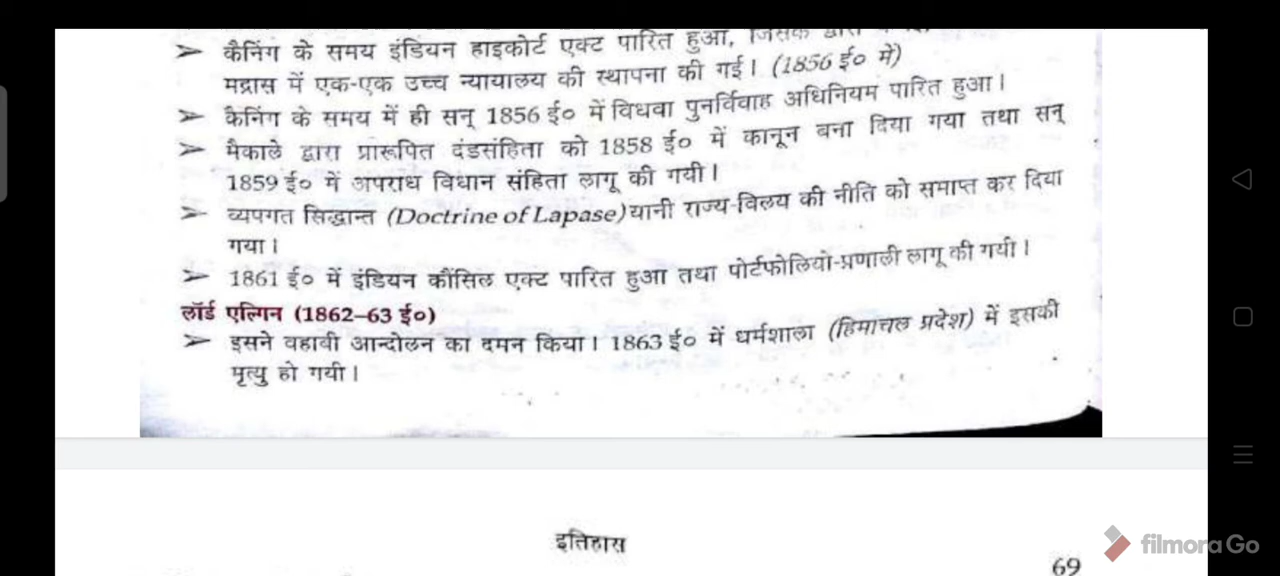 ➢ कैनिंग के समय इंडियन हाइकोर्ट एक्ट पारित हुआ, जिसके द्वारा
मद्रास में एक-एक उच्च न्यायालय की स्थापना की गई। (1856 ई० में)
➢ कैनिंग के समय में ही सन् 1856 ई० में विधवा पुनर्विवाह अधिनियम पारित हुआ।
➢ मैकाले द्वारा प्रारूपित दंडसंहिता को 1858 ई० में कानून बना दिया गया तथा सन्
1859 ई० में अपराध विधान संहिता लागू की गयी।
➢ व्यपगत सिद्धान्त (Doctrine of Lapase) यानी राज्य-विलय की नीति को समाप्त कर दिया
गया।
➢ 1861 ई० में इंडियन कौंसिल एक्ट पारित हुआ तथा पोर्टफोलियो-प्रणाली लागू की गयी।
लॉर्ड एल्गिन (1862–63 ई०)
➢ इसने वहाबी आन्दोलन का दमन किया। 1863 ई० में धर्मशाला (हिमाचल प्रदेश) में इसकी
मृत्यु हो गयी।
इतिहास
69
filmoraGo